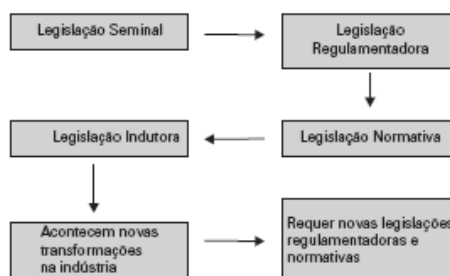 Legislação Seminal
Legislação
Regulamentadora
Legislação Normativa
Legislação Indutora
Acontecem novas
transformações
na indústria
Requer novas legislações
regulamentadoras e
normativas